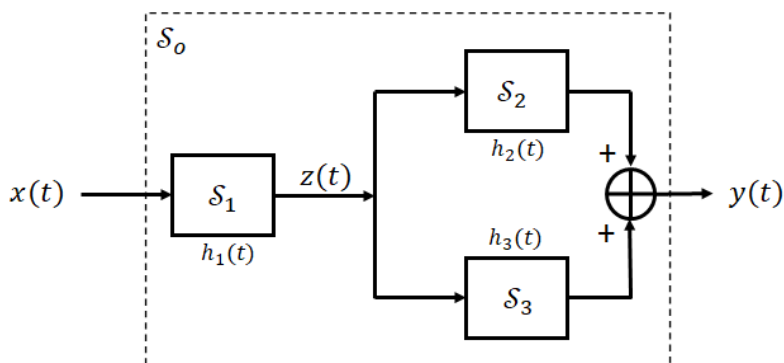 𝒮ₒ
𝒮₂
h₂(t)
+
x(t)
𝒮₁
z(t)
y(t)
h₁(t)
h₃(t)
+
𝒮₃